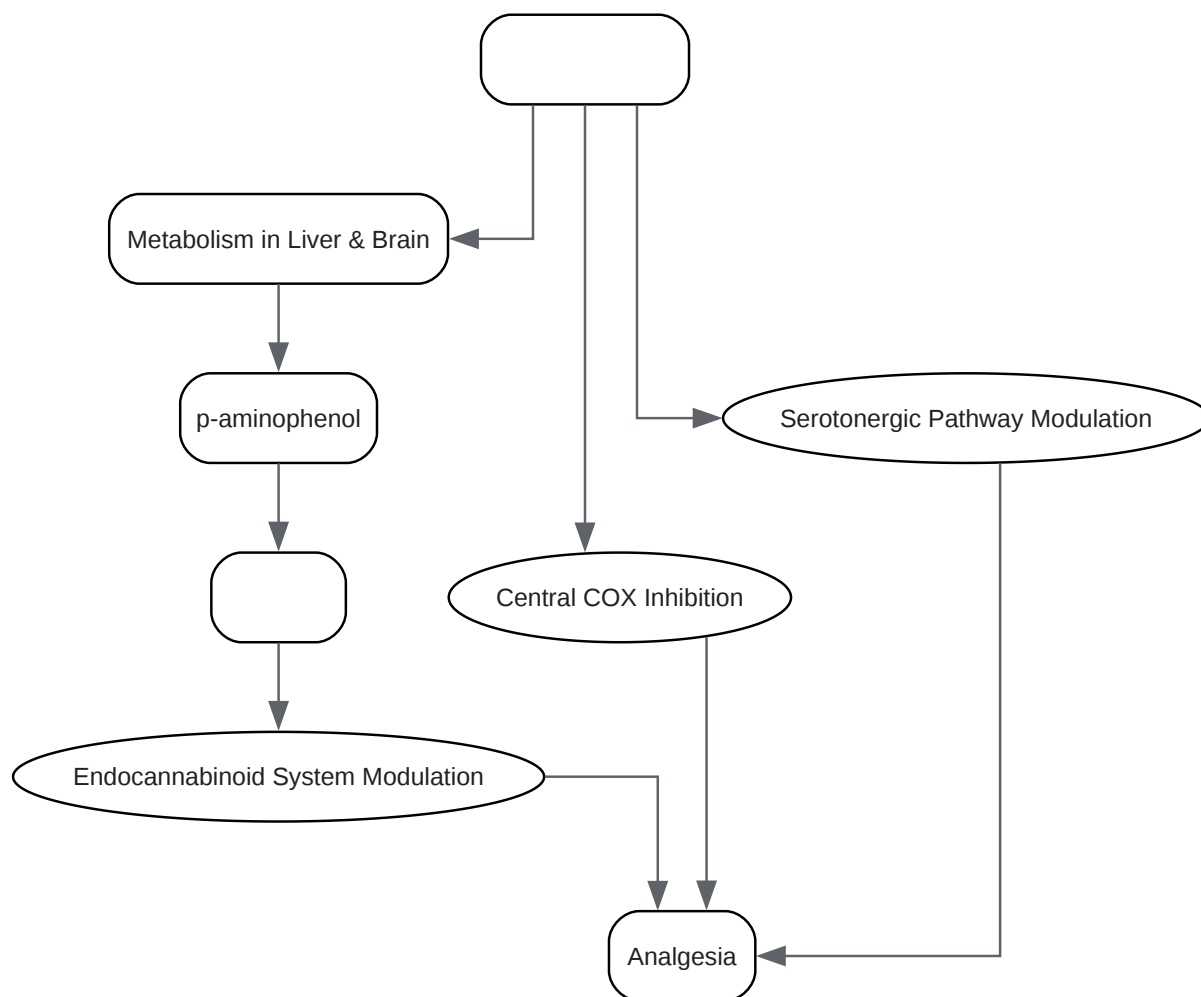 Metabolism in Liver & Brain
p-aminophenol
Serotonergic Pathway Modulation
Central COX Inhibition
Endocannabinoid System Modulation
Analgesia